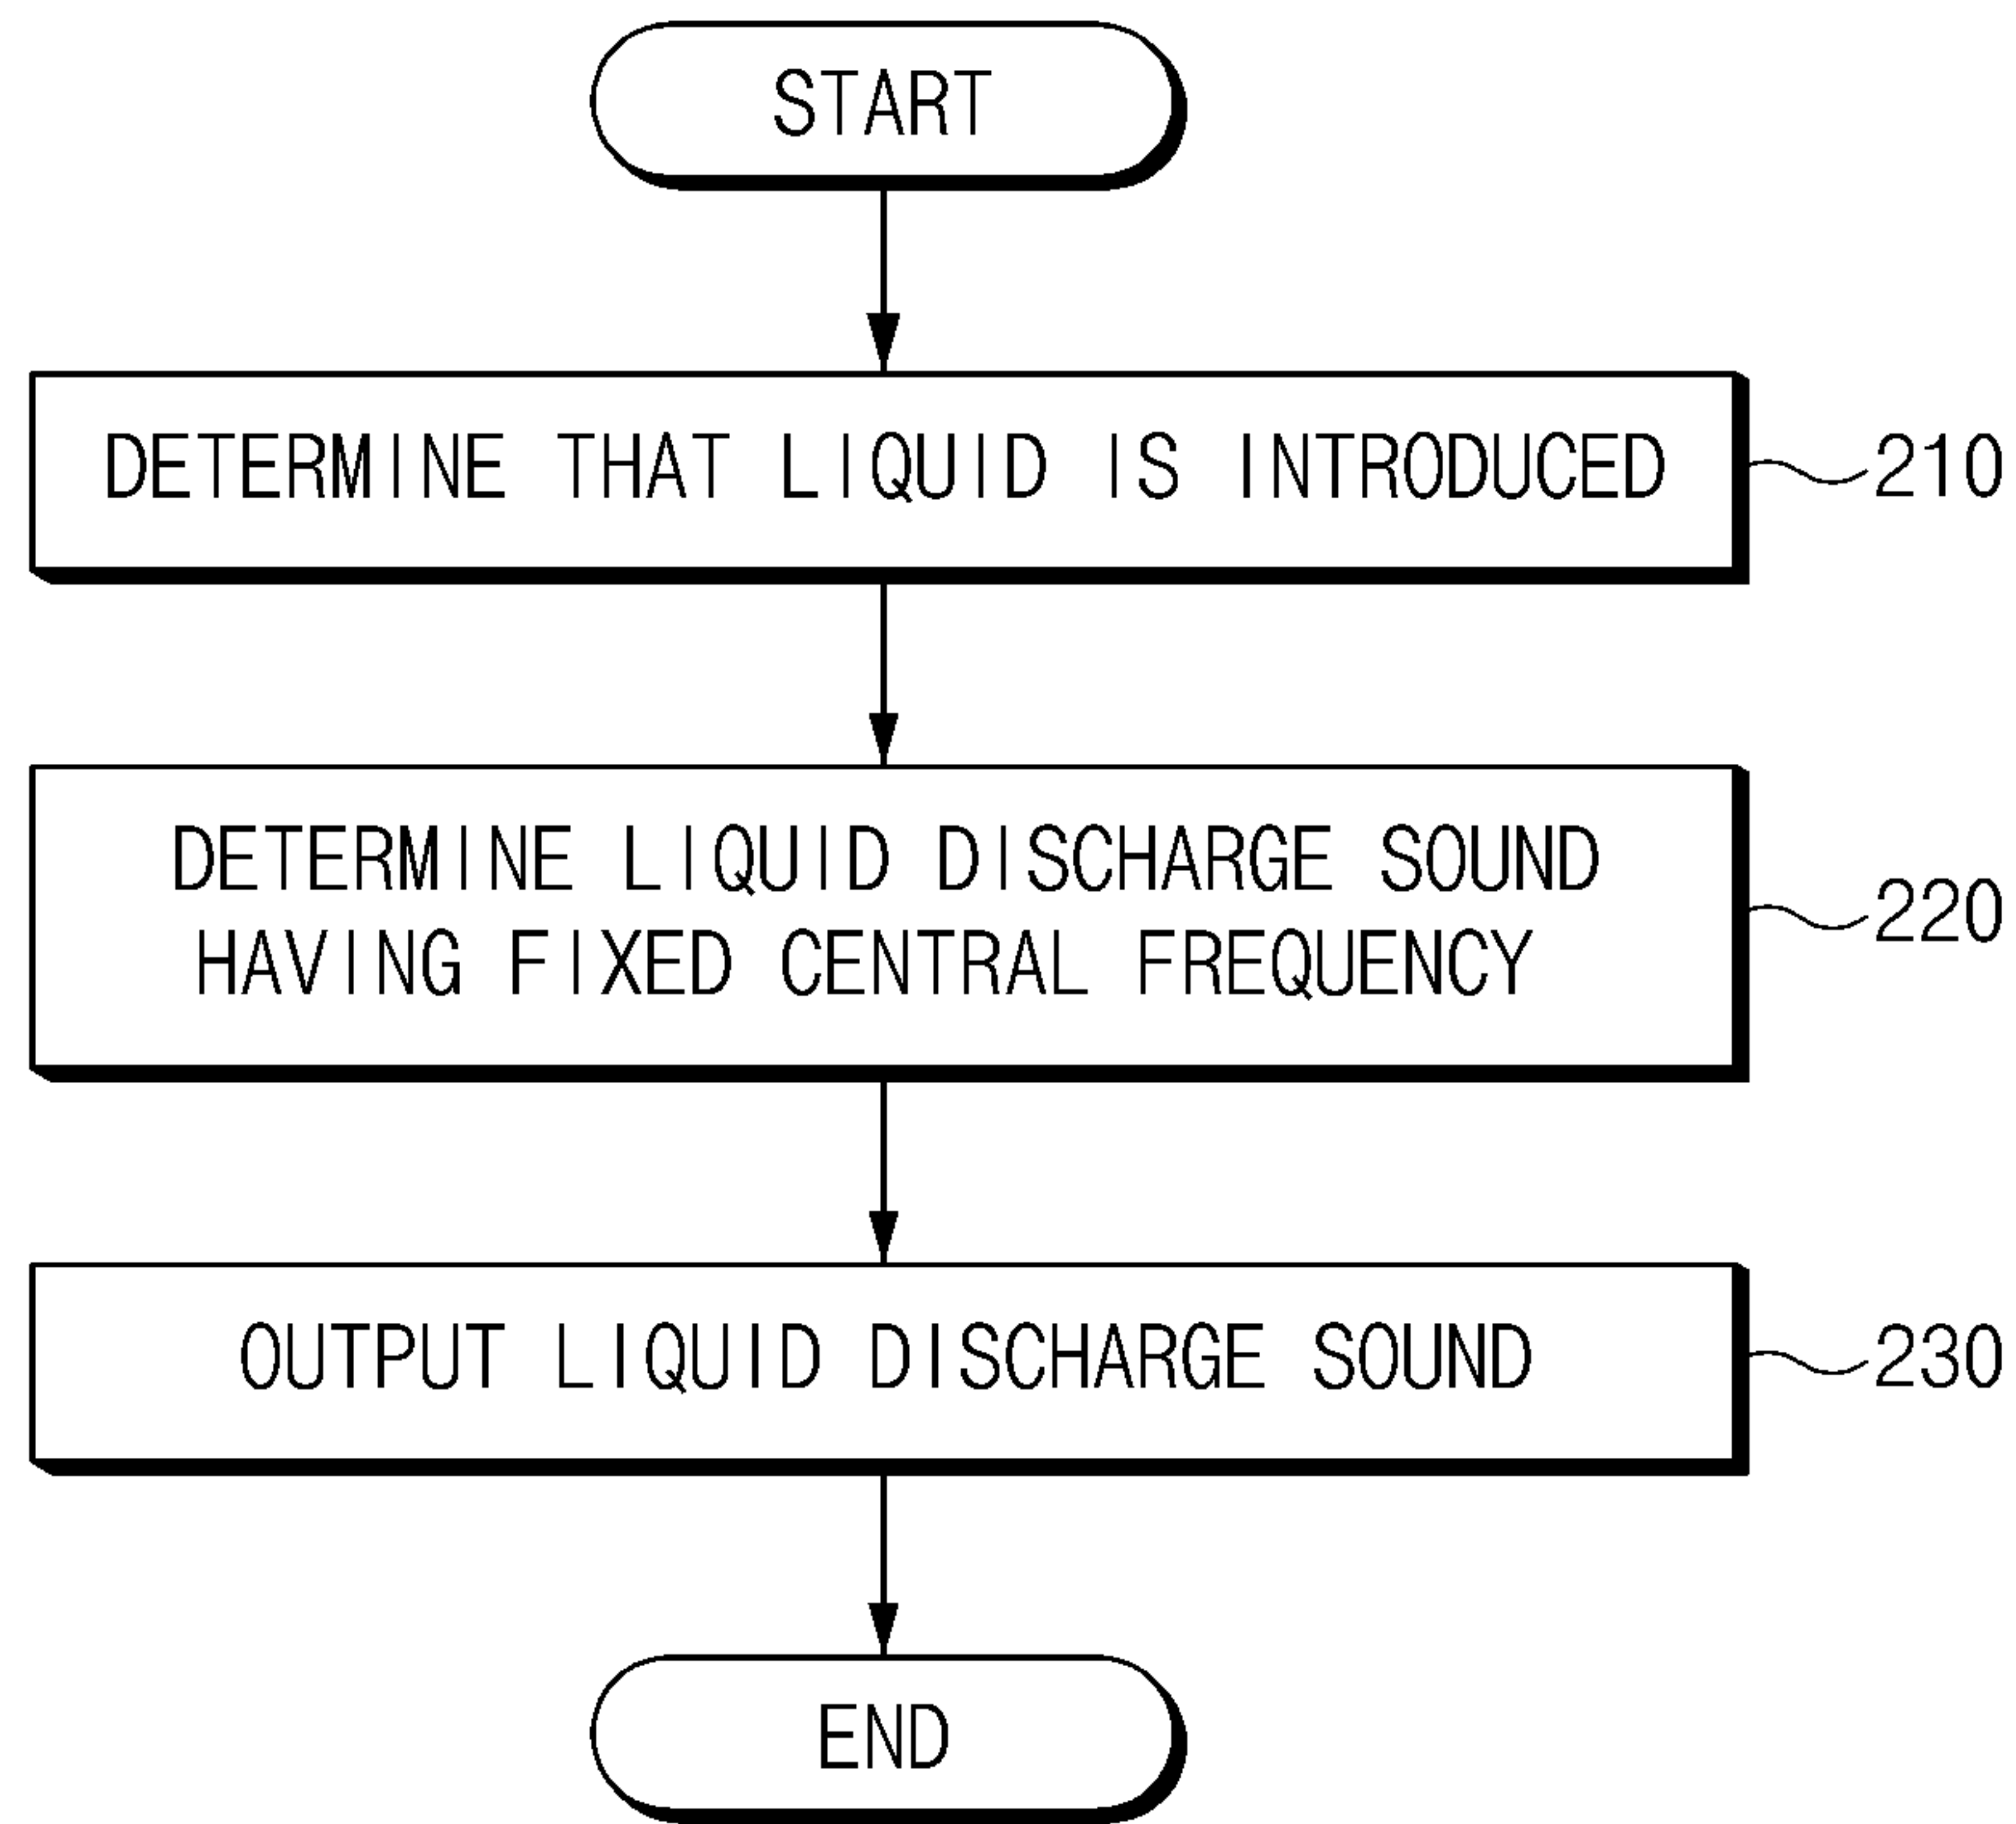 START
DETERMINE THAT LIQUID IS INTRODUCED
210
DETERMINE LIQUID DISCHARGE SOUND
HAVING FIXED CENTRAL FREQUENCY
220
OUTPUT LIQUID DISCHARGE SOUND
230
END